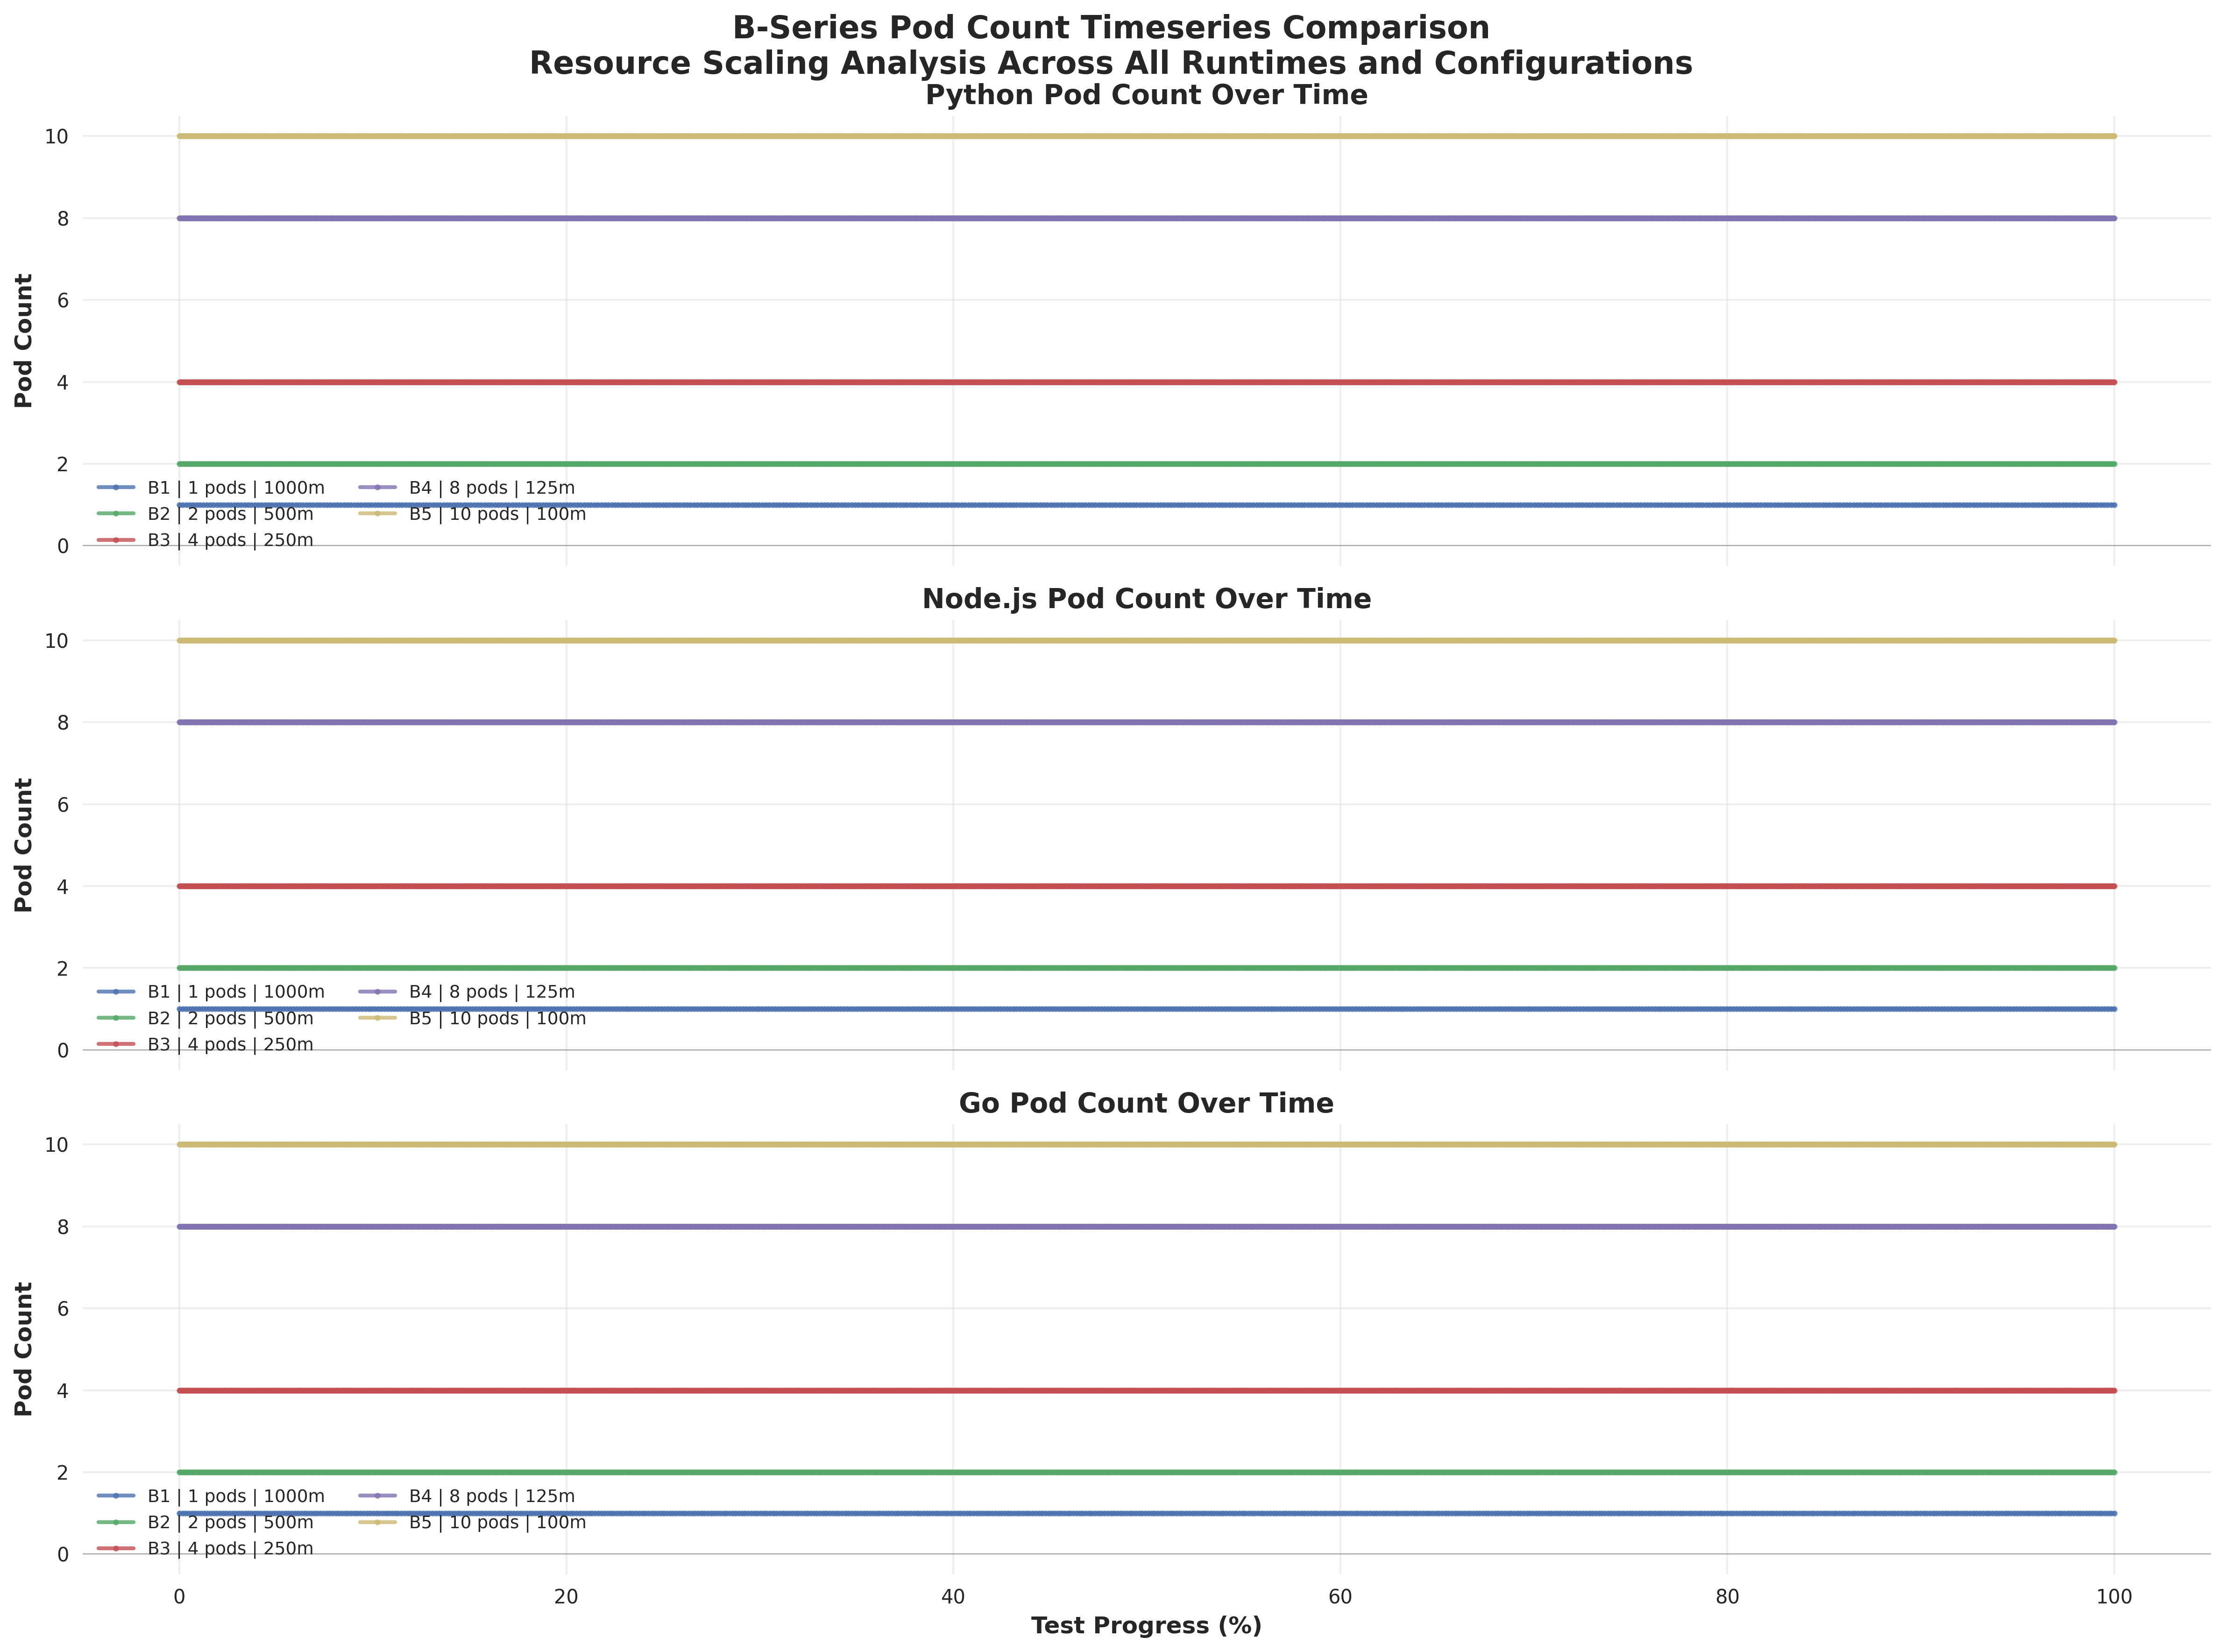 B-Series Pod Count Timeseries Comparison
Resource Scaling Analysis Across All Runtimes and Configurations
Python Pod Count Over Time
Pod Count
10
8
6
4
2
0
B1 | 1 pods | 1000m
B2 | 2 pods | 500m
B3 | 4 pods | 250m
B4 | 8 pods | 125m
B5 | 10 pods | 100m
Node.js Pod Count Over Time
Pod Count
10
8
6
4
2
0
B1 | 1 pods | 1000m
B2 | 2 pods | 500m
B3 | 4 pods | 250m
B4 | 8 pods | 125m
B5 | 10 pods | 100m
Go Pod Count Over Time
Pod Count
10
8
6
4
2
0
B1 | 1 pods | 1000m
B2 | 2 pods | 500m
B3 | 4 pods | 250m
B4 | 8 pods | 125m
B5 | 10 pods | 100m
0 20 40 60 80 100
Test Progress (%)